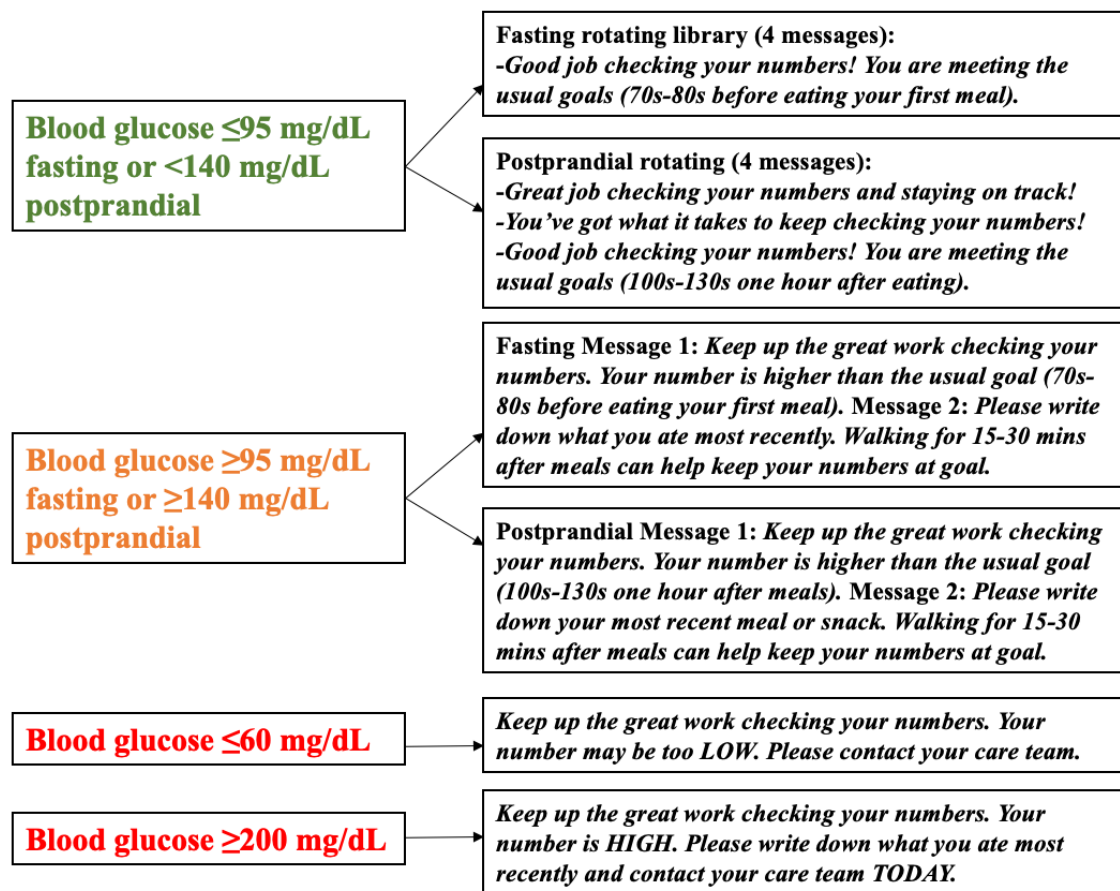 Blood glucose ≤95 mg/dL
fasting or <140 mg/dL
postprandial
Fasting rotating library (4 messages):
-Good job checking your numbers! You are meeting the
usual goals (70s-80s before eating your first meal).
Postprandial rotating (4 messages):
-Great job checking your numbers and staying on track!
-You’ve got what it takes to keep checking your numbers!
-Good job checking your numbers! You are meeting the
usual goals (100s-130s one hour after eating).
Blood glucose ≥95 mg/dL
fasting or ≥140 mg/dL
postprandial
Fasting Message 1: Keep up the great work checking your
numbers. Your number is higher than the usual goal (70s-
80s before eating your first meal). Message 2: Please write
down what you ate most recently. Walking for 15-30 mins
after meals can help keep your numbers at goal.
Postprandial Message 1: Keep up the great work checking
your numbers. Your number is higher than the usual goal
(100s-130s one hour after meals). Message 2: Please write
down your most recent meal or snack. Walking for 15-30
mins after meals can help keep your numbers at goal.
Blood glucose ≤60 mg/dL
Keep up the great work checking your numbers. Your
number may be too LOW. Please contact your care team.
Blood glucose ≥200 mg/dL
Keep up the great work checking your numbers. Your
number is HIGH. Please write down what you ate most
recently and contact your care team TODAY.